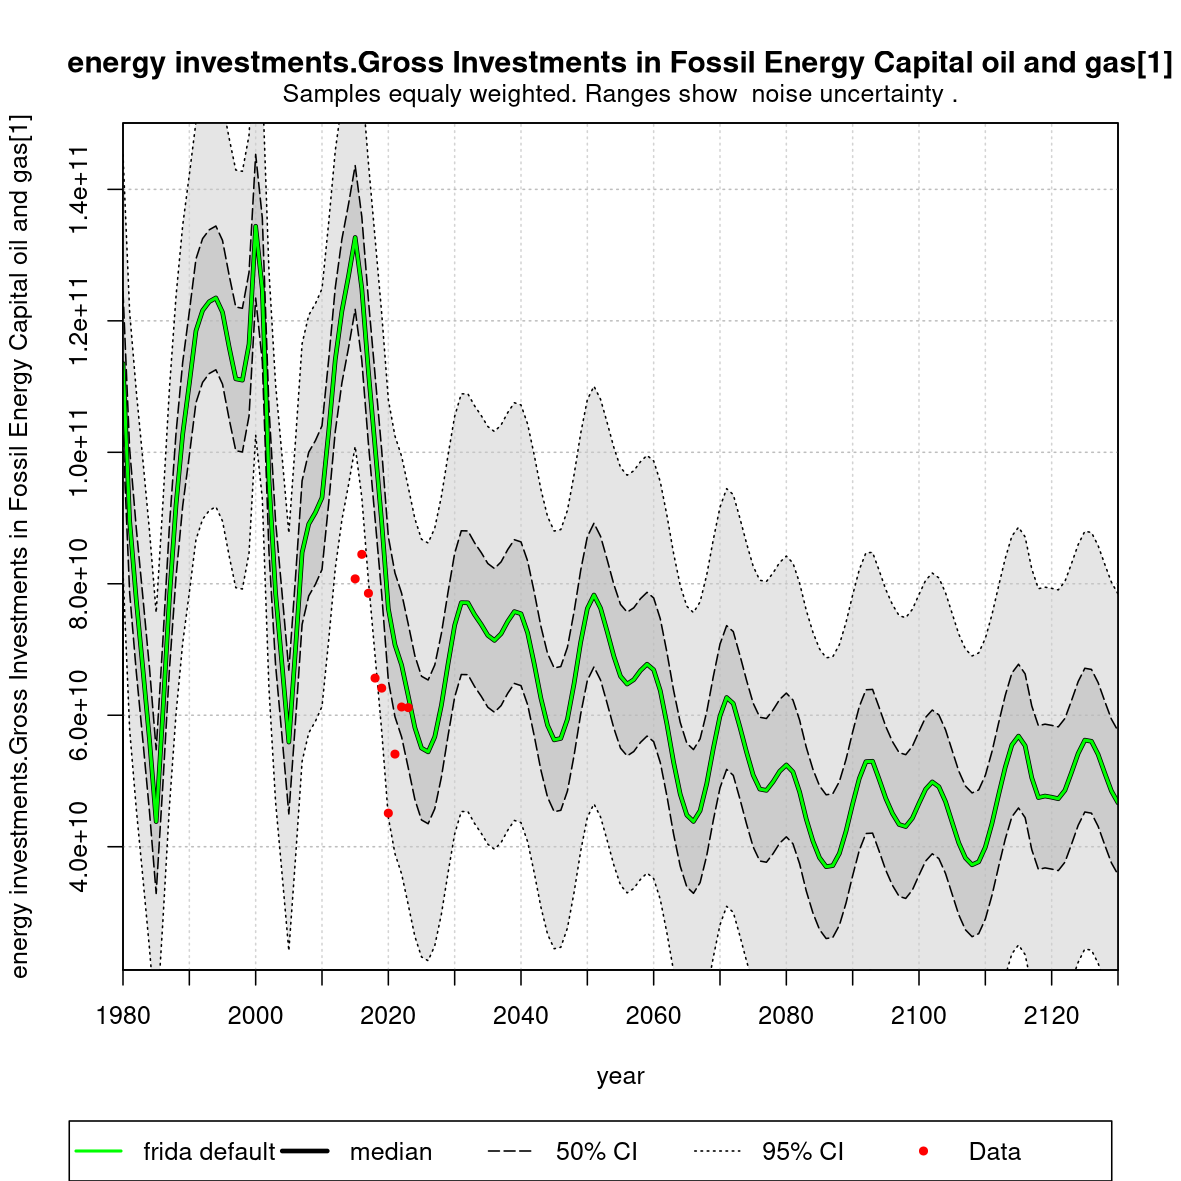 energy investments.Gross Investments in Fossil Energy Capital oil and gas[1]
Samples equaly weighted. Ranges show  noise uncertainty .
energy investments.Gross Investments in Fossil Energy Capital oil and gas[1]
1.4e+11
1.2e+11
1.0e+11
8.0e+10
6.0e+10
4.0e+10
1980 2000 2020 2040 2060 2080 2100 2120
year
frida default median 50% CI 95% CI Data